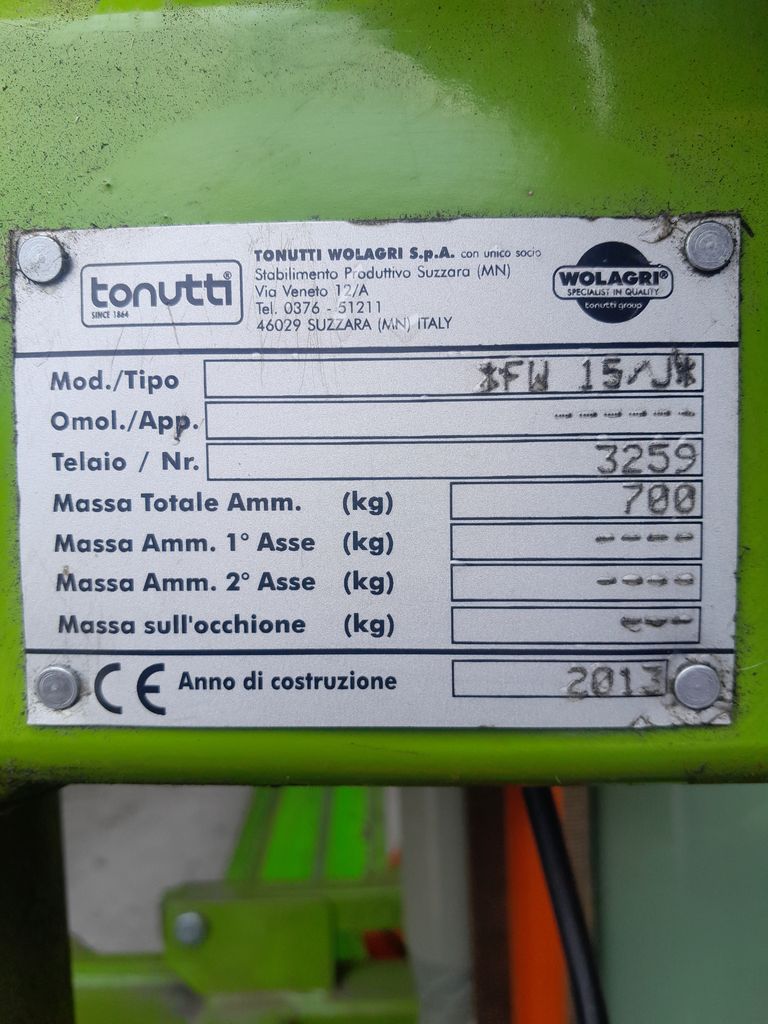 tonutti®
SINCE 1864
TONUTTI WOLAGRI S.p.A. con unico socio
Stabilimento Produttivo Suzzara (MN)
Via Veneto 12/A
Tel. 0376 - 51211
46029 SUZZARA (MN) ITALY
WOLAGRI®
SPECIALIST IN QUALITY
tonutti group
Mod./Tipo *FW 15/J*
Omol./App. ------
Telaio / Nr. 3259
Massa Totale Amm. (kg) 700
Massa Amm. 1° Asse (kg) ----
Massa Amm. 2° Asse (kg) ----
Massa sull'occhione (kg) ---
CE Anno di costruzione 2013